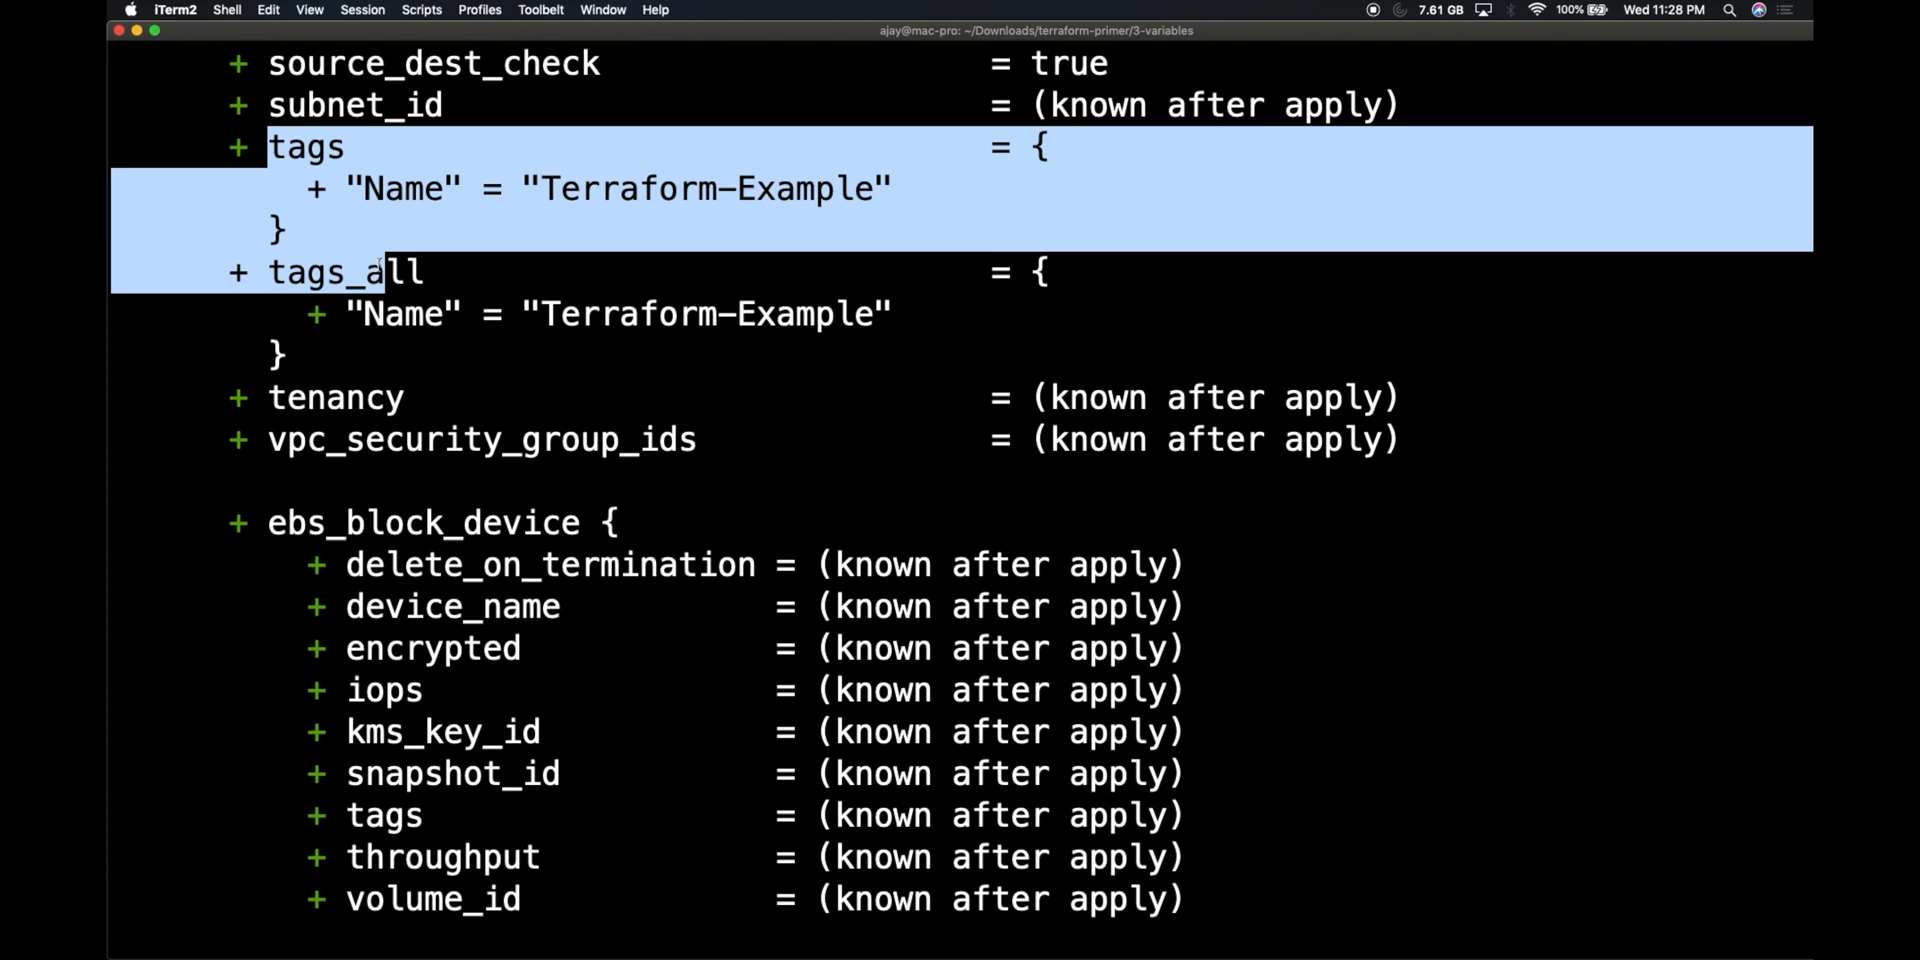 iTerm2 Shell Edit View Session Scripts Profiles Toolbelt Window Help 7.61 GB 100% Wed 11:28 PM
ajay@mac-pro: ~/Downloads/terraform-primer/3-variables
+ source_dest_check = true
+ subnet_id = (known after apply)
+ tags = {
+ "Name" = "Terraform-Example"
}
+ tags_all = {
+ "Name" = "Terraform-Example"
}
+ tenancy = (known after apply)
+ vpc_security_group_ids = (known after apply)
+ ebs_block_device {
+ delete_on_termination = (known after apply)
+ device_name = (known after apply)
+ encrypted = (known after apply)
+ iops = (known after apply)
+ kms_key_id = (known after apply)
+ snapshot_id = (known after apply)
+ tags = (known after apply)
+ throughput = (known after apply)
+ volume_id = (known after apply)